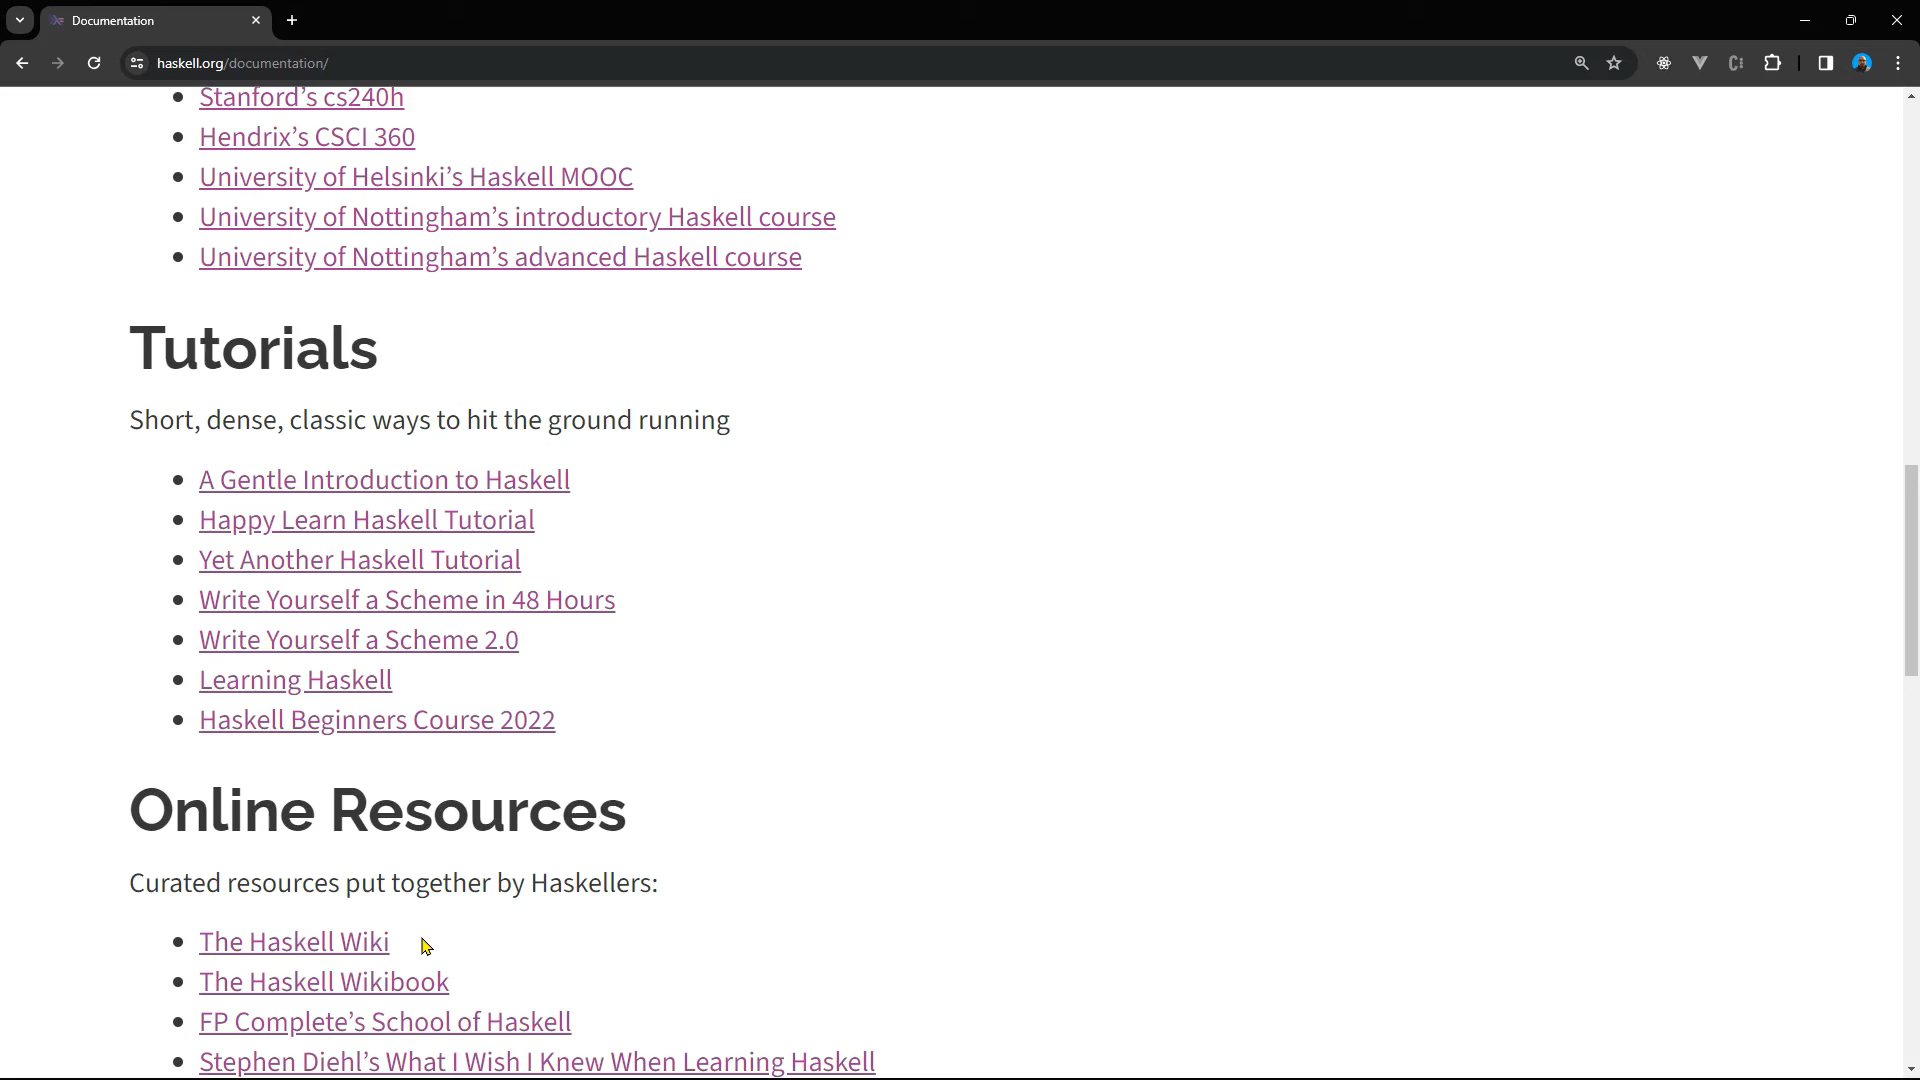 Documentation
haskell.org/documentation/
Stanford’s cs240h
Hendrix’s CSCI 360
University of Helsinki’s Haskell MOOC
University of Nottingham’s introductory Haskell course
University of Nottingham’s advanced Haskell course
Tutorials
Short, dense, classic ways to hit the ground running
A Gentle Introduction to Haskell
Happy Learn Haskell Tutorial
Yet Another Haskell Tutorial
Write Yourself a Scheme in 48 Hours
Write Yourself a Scheme 2.0
Learning Haskell
Haskell Beginners Course 2022
Online Resources
Curated resources put together by Haskellers:
The Haskell Wiki
The Haskell Wikibook
FP Complete’s School of Haskell
Stephen Diehl’s What I Wish I Knew When Learning Haskell